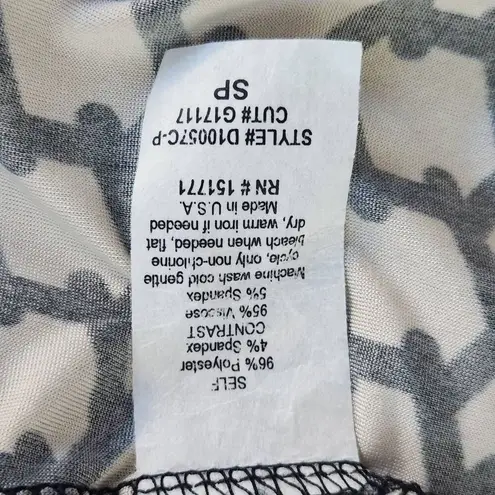 SELF
96% Polyester
4% Spandex
CONTRAST
95% Viscose
5% Spandex
Machine wash cold gentle
cycle, only non-chlorine
bleach when needed, flat
dry, warm iron if needed
Made in U.S.A.
RN # 151771
STYLE# D10057C-P
CUT# G17117
SP